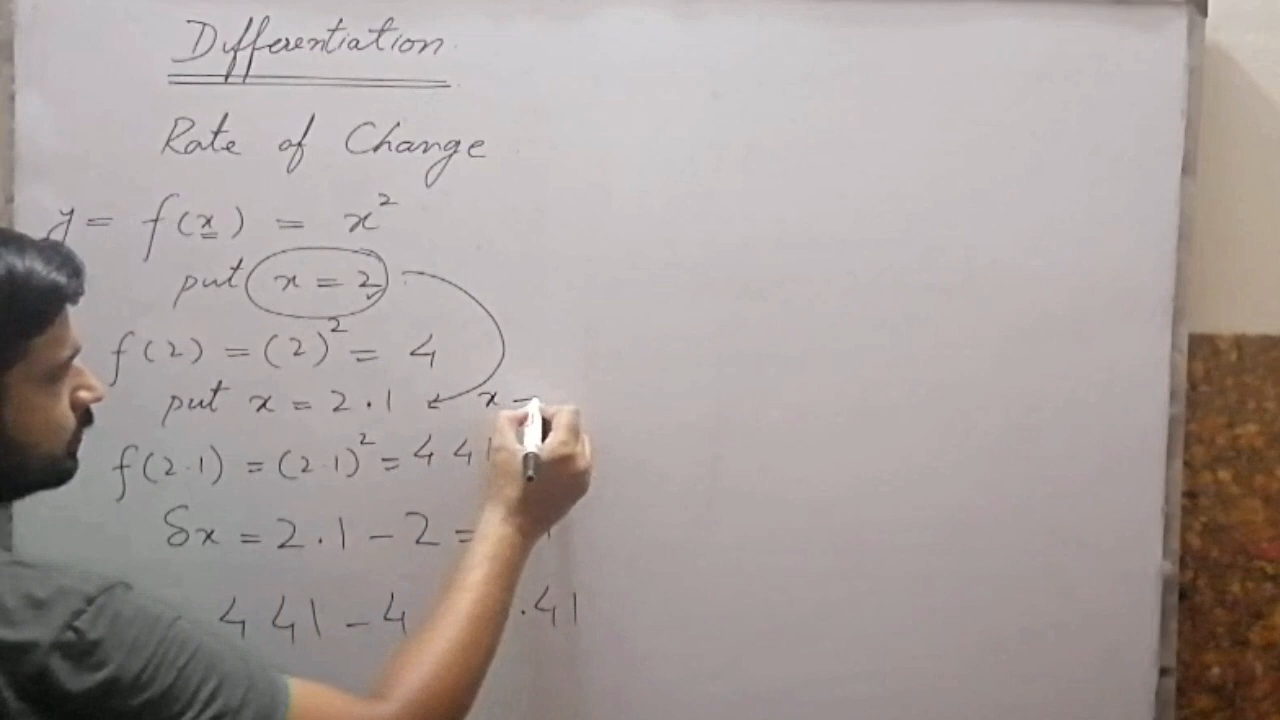 Differentiation
Rate of Change
y = f(x) = x²
put x = 2
f(2) = (2)² = 4
put x = 2.1 x –
f(2.1) = (2.1)² = 4 41
δx = 2.1 – 2 =
4 41 – 4 .41